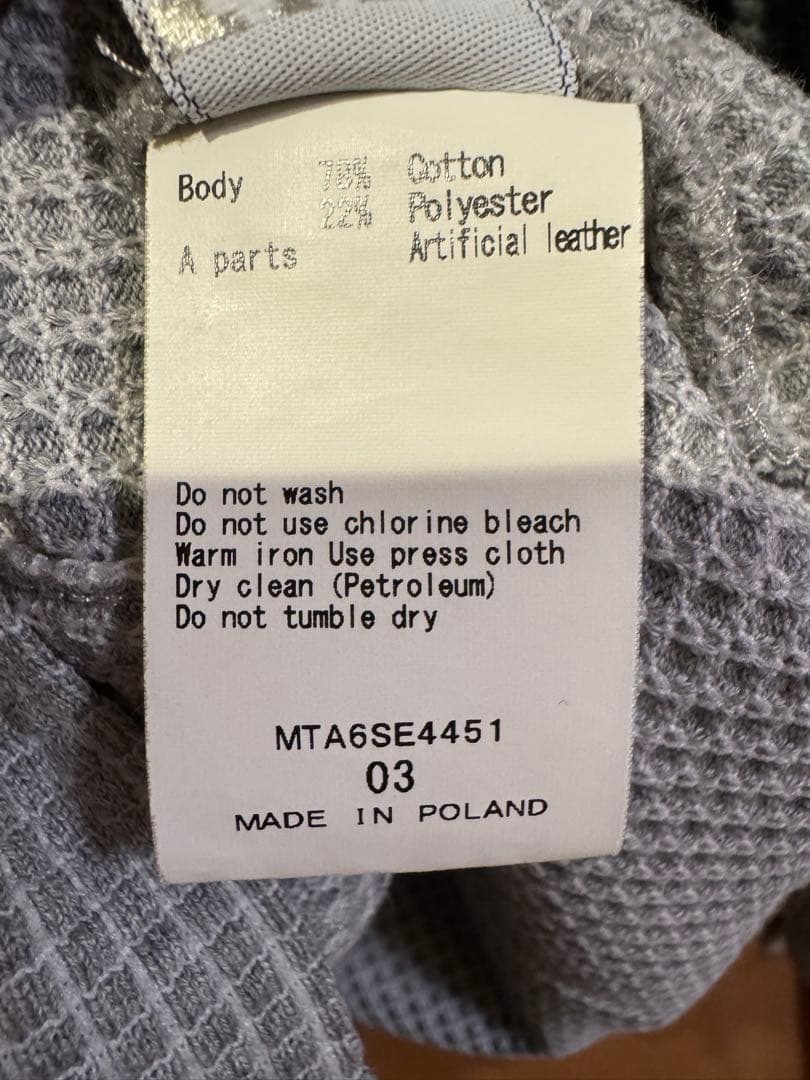 Body 78% Cotton
22% Polyester
A parts Artificial leather
Do not wash
Do not use chlorine bleach
Warm iron Use press cloth
Dry clean (Petroleum)
Do not tumble dry
MTA6SE4451
03
MADE IN POLAND